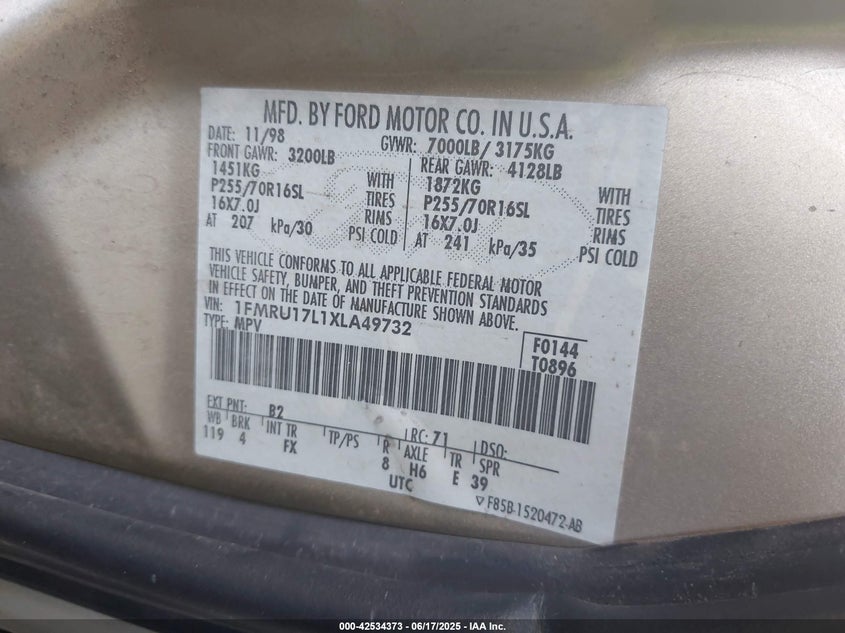 MFD. BY FORD MOTOR CO. IN U.S.A.
DATE: 11/98 GVWR: 7000LB/ 3175KG
FRONT GAWR: 3200LB REAR GAWR: 4128LB
1451KG WITH 1872KG WITH
P255/70R16SL TIRES P255/70R16SL TIRES
16X7.0J RIMS 16X7.0J RIMS
AT 207 kPa/30 PSI COLD AT 241 kPa/35 PSI COLD
THIS VEHICLE CONFORMS TO ALL APPLICABLE FEDERAL MOTOR
VEHICLE SAFETY, BUMPER, AND THEFT PREVENTION STANDARDS
IN EFFECT ON THE DATE OF MANUFACTURE SHOWN ABOVE.
VIN: 1FMRU17L1XLA49732
TYPE: MPV
F0144
T0896
EXT PNT: B2 RC: 71 DSO:
WB BRK INT TR TP/PS R AXLE TR SPR
119 4 FX 8 H6 E 39
UTC
F85B-1520472-AB
000-42534373 - 06/17/2025 - IAA Inc.